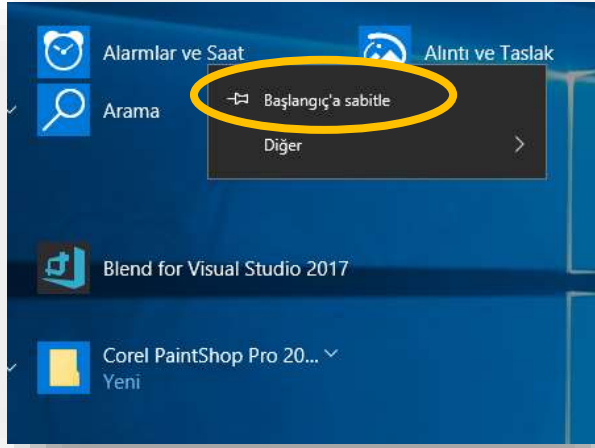 Alarmlar ve Saat
Alıntı ve Taslak
Başlangıç'a sabitle
Arama
Diğer
Blend for Visual Studio 2017
Corel PaintShop Pro 20...
Yeni